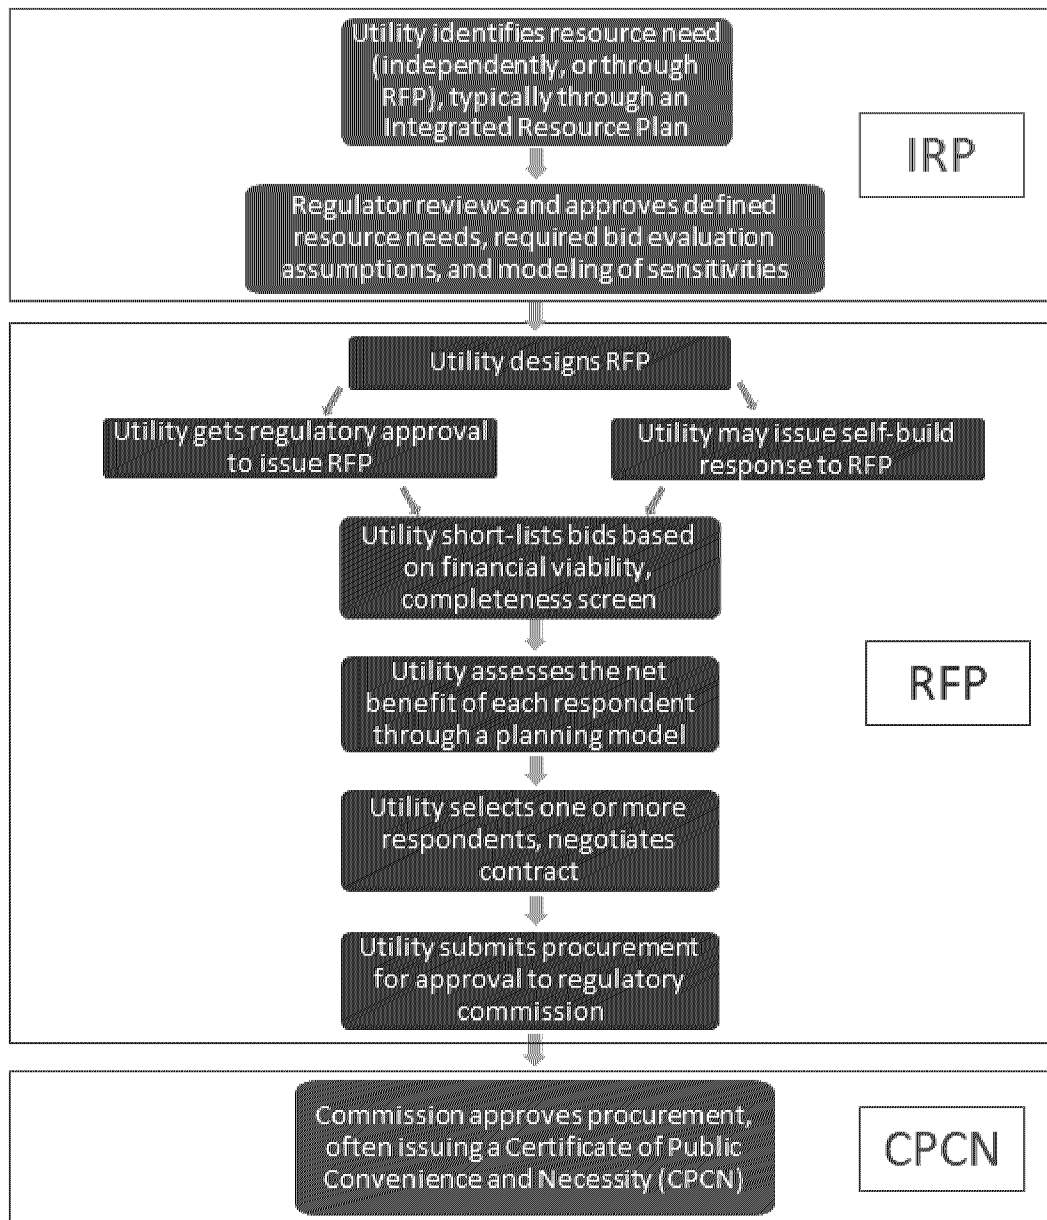 Utility identifies resource need
(independently, or through
RFP), typically through an
Integrated Resource Plan
IRP
Regulator reviews and approves defined
resource needs, required bid evaluation
assumptions, and modeling of sensitivities
Utility designs RFP
Utility gets regulatory approval
to issue RFP
Utility may issue self-build
response to RFP
Utility short-lists bids based
on financial viability,
completeness screen
Utility assesses the net
benefit of each respondent
through a planning model
RFP
Utility selects one or more
respondents, negotiates
contract
Utility submits procurement
for approval to regulatory
commission
Commission approves procurement,
often issuing a Certificate of Public
Convenience and Necessity (CPCN)
CPCN